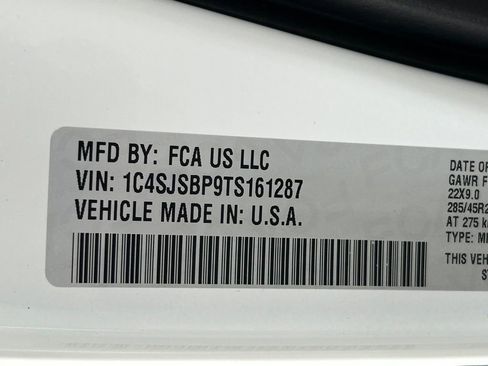 MFD BY: FCA US LLC
VIN: 1C4SJSBP9TS161287
VEHICLE MADE IN: U.S.A.
DATE OF
GAWR F
22X9.0
285/45R2
AT 275 k
TYPE: M
THIS VEH
S